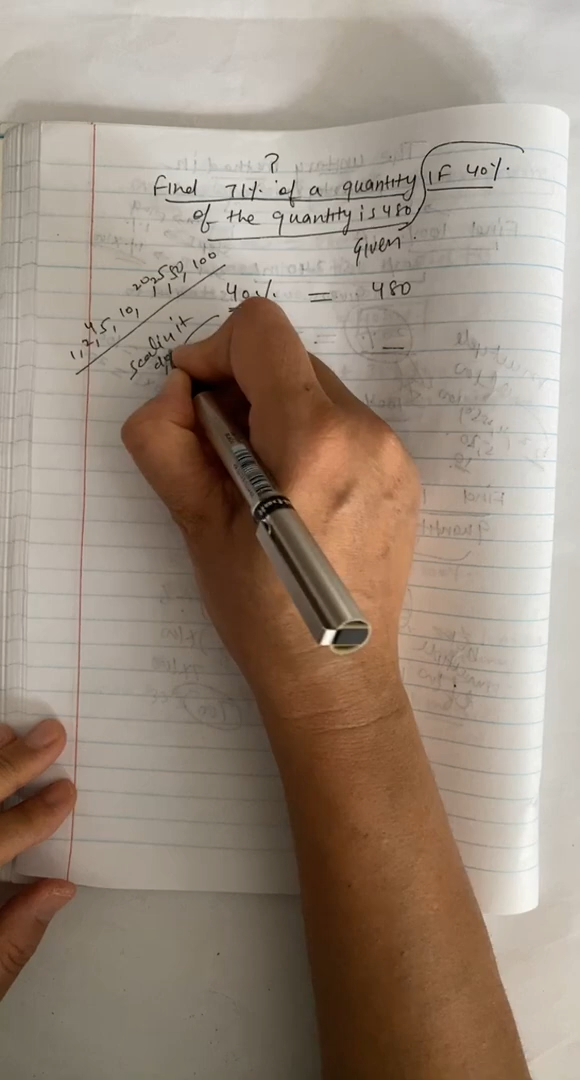 ?
Find 71% of a quantity IF 40%.
of the quantity is 480
Given.
1, 2, 4, 5, 10, 20, 25, 50, 100
40% = 480
scaling it